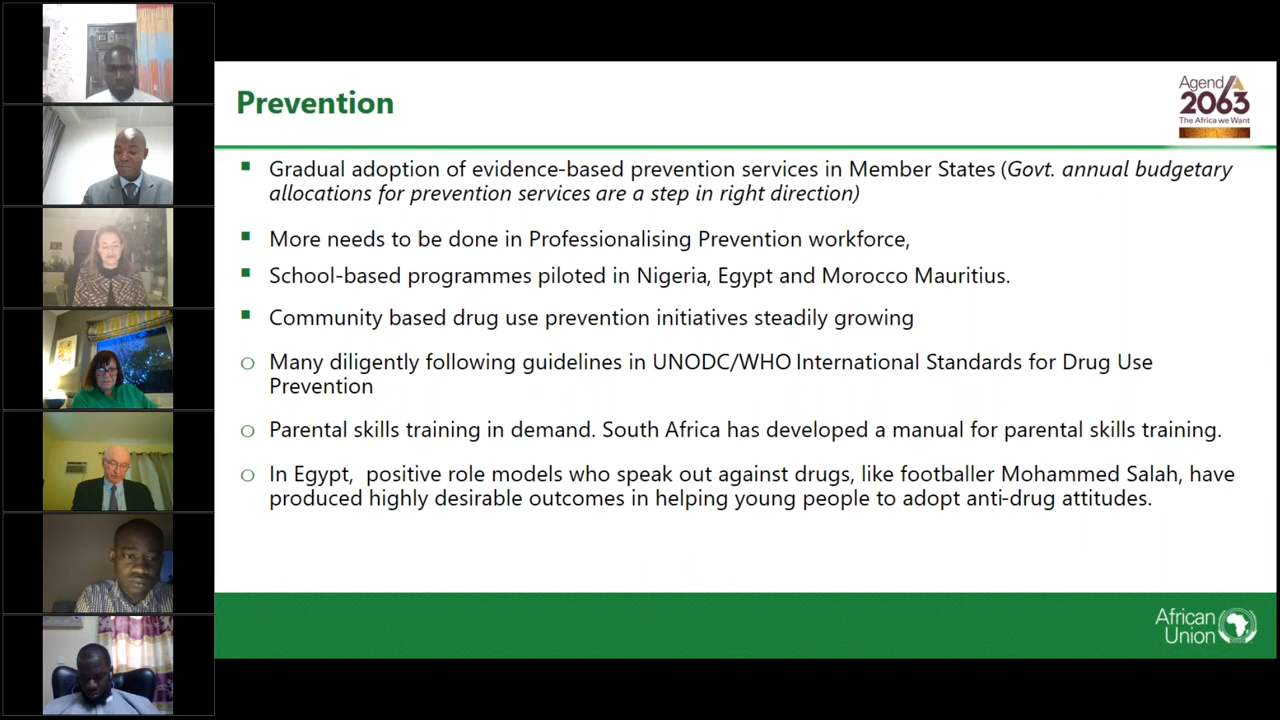 Prevention
Agend
2063
The Africa we Want
Gradual adoption of evidence-based prevention services in Member States (Govt. annual budgetary
allocations for prevention services are a step in right direction)
More needs to be done in Professionalising Prevention workforce,
School-based programmes piloted in Nigeria, Egypt and Morocco Mauritius.
Community based drug use prevention initiatives steadily growing
Many diligently following guidelines in UNODC/WHO International Standards for Drug Use
Prevention
Parental skills training in demand. South Africa has developed a manual for parental skills training.
In Egypt,  positive role models who speak out against drugs, like footballer Mohammed Salah, have
produced highly desirable outcomes in helping young people to adopt anti-drug attitudes.
African
Union